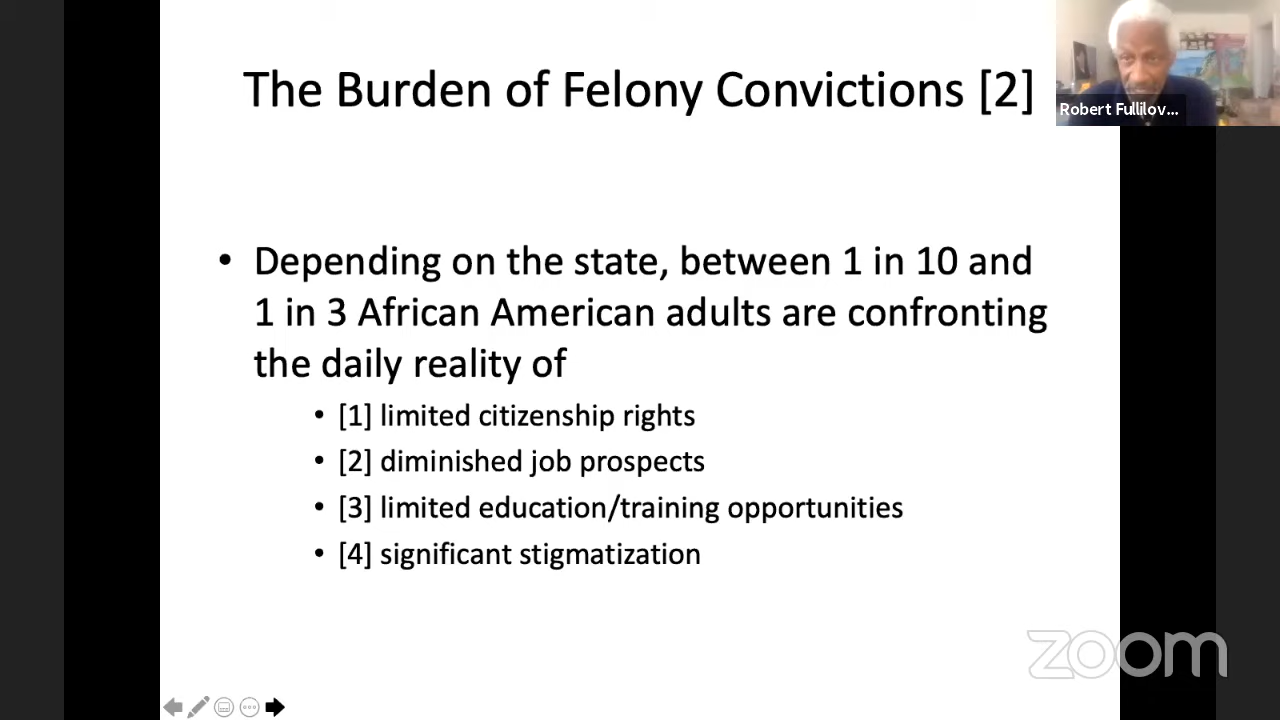 The Burden of Felony Convictions [2]
Robert Fullilov...
• Depending on the state, between 1 in 10 and
1 in 3 African American adults are confronting
the daily reality of
• [1] limited citizenship rights
• [2] diminished job prospects
• [3] limited education/training opportunities
• [4] significant stigmatization
zoom